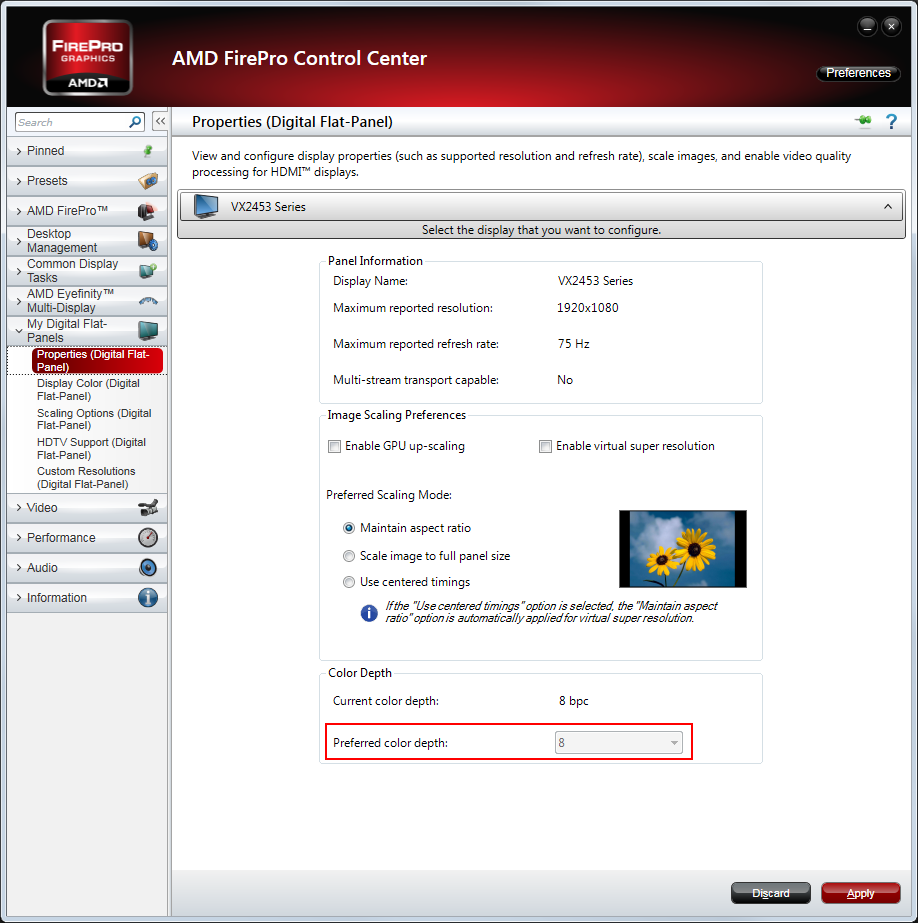 FIREPRO
GRAPHICS
AMD
AMD FirePro Control Center
Preferences
Search
Pinned
Presets
AMD FirePro™
Desktop
Management
Common Display
Tasks
AMD Eyefinity™
Multi-Display
My Digital Flat-
Panels
Properties (Digital Flat-
Panel)
Display Color (Digital
Flat-Panel)
Scaling Options (Digital
Flat-Panel)
HDTV Support (Digital
Flat-Panel)
Custom Resolutions
(Digital Flat-Panel)
Video
Performance
Audio
Information
Properties (Digital Flat-Panel)
View and configure display properties (such as supported resolution and refresh rate), scale images, and enable video quality
processing for HDMI™ displays.
VX2453 Series
Select the display that you want to configure.
Panel Information
Display Name: VX2453 Series
Maximum reported resolution: 1920x1080
Maximum reported refresh rate: 75 Hz
Multi-stream transport capable: No
Image Scaling Preferences
Enable GPU up-scaling Enable virtual super resolution
Preferred Scaling Mode:
Maintain aspect ratio
Scale image to full panel size
Use centered timings
If the "Use centered timings" option is selected, the "Maintain aspect
ratio" option is automatically applied for virtual super resolution.
Color Depth
Current color depth: 8 bpc
Preferred color depth: 8
Discard Apply